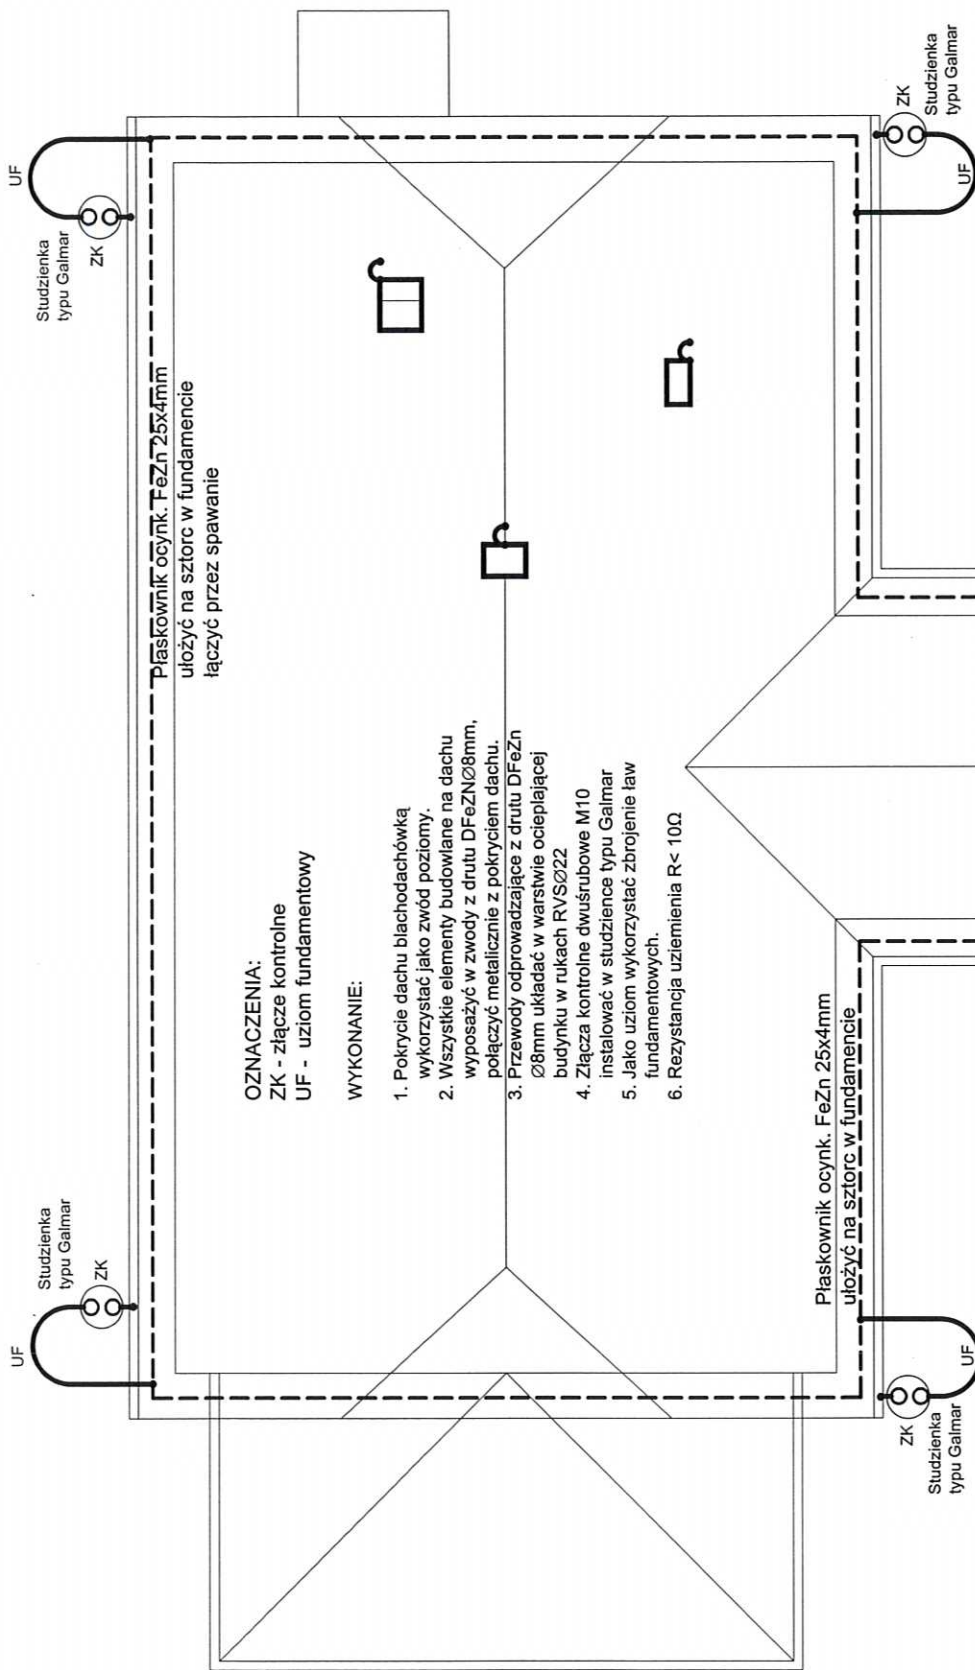 UF
Studzienka
typu Galmar
ZK
Studzienka
typu Galmar
ZK
UF
Płaskownik ocynk. FeZn 25x4mm
ułożyć na sztorc w fundamencie
łączyć przez spawanie
OZNACZENIA:
ZK - złącze kontrolne
UF - uziom fundamentowy
WYKONANIE:
1. Pokrycie dachu blachodachówką
wykorzystać jako zwód poziomy.
2. Wszystkie elementy budowlane na dachu
wyposażyć w zwody z drutu DFeZNØ8mm,
połączyć metalicznie z pokryciem dachu.
3. Przewody odprowadzające z drutu DFeZn
Ø8mm układać w warstwie ocieplającej
budynku w rukach RVSØ22
4. Złącza kontrolne dwuśrubowe M10
instalować w studzience typu Galmar
5. Jako uziom wykorzystać zbrojenie ław
fundamentowych.
6. Rezystancja uziemienia R< 10Ω
Płaskownik ocynk. FeZn 25x4mm
ułożyć na sztorc w fundamencie
ZK
Studzienka
typu Galmar
UF
ZK
Studzienka
typu Galmar
UF